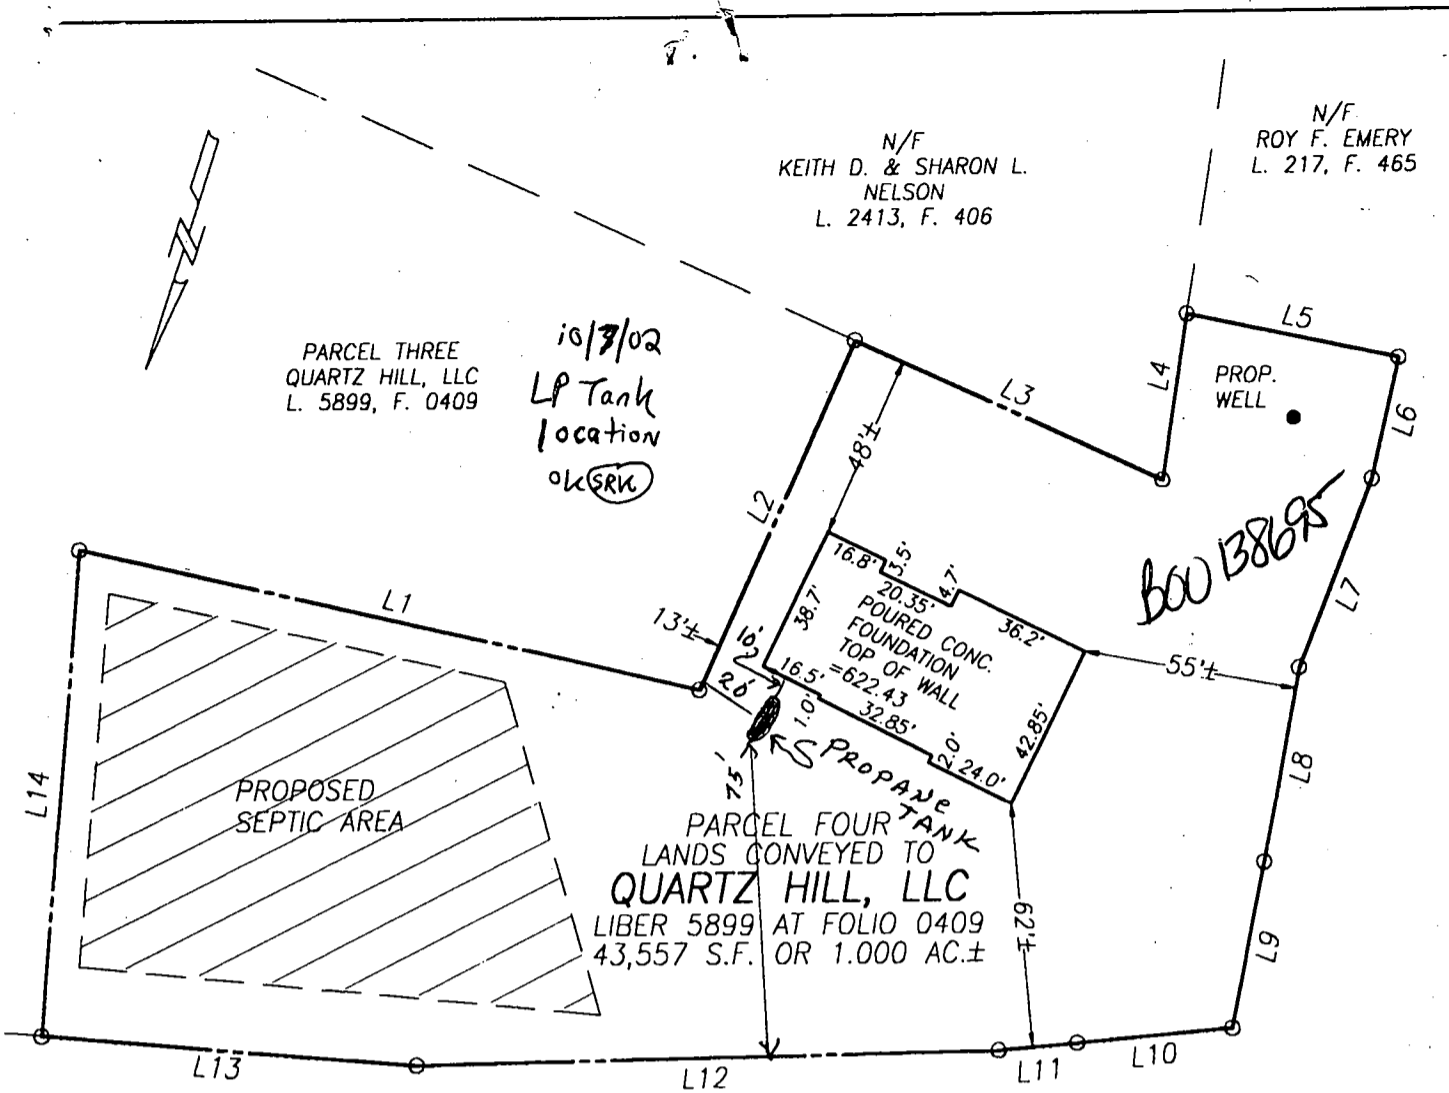 N/F
KEITH D. & SHARON L.
NELSON
L. 2413, F. 406
N/F
ROY F. EMERY
L. 217, F. 465
PARCEL THREE
QUARTZ HILL, LLC
L. 5899, F. 0409
LP Tank
location
ok SRK
L5
L4
PROP.
WELL
L6
L3
48'±
L2
B00138695
L7
L1
13'±
10'
20'
38.7'
16.8'
3.5'
20.35'
4.7'
36.2'
POURED CONC.
FOUNDATION
TOP OF WALL
=622.43
16.5'
1.0'
32.85'
2.0'
24.0'
42.85'
55'±
L8
PROPANE
TANK
75'
L14
PROPOSED
SEPTIC AREA
PARCEL FOUR
LANDS CONVEYED TO
QUARTZ HILL, LLC
LIBER 5899 AT FOLIO 0409
43,557 S.F. OR 1.000 AC.±
62'±
L9
L13
L12
L11
L10